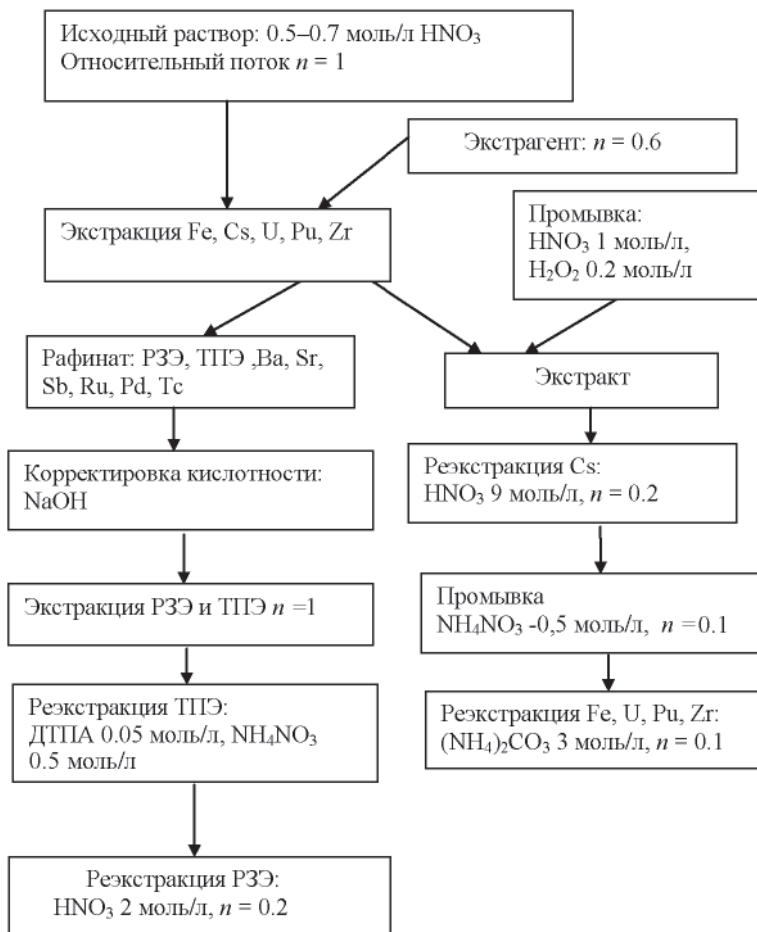 Исходный раствор: 0.5–0.7 моль/л HNO₃
Относительный поток n = 1
Экстрагент: n = 0.6
Экстракция Fe, Cs, U, Pu, Zr
Промывка:
HNO₃ 1 моль/л,
H₂O₂ 0.2 моль/л
Рафинат: РЗЭ, ТПЭ ,Ba, Sr,
Sb, Ru, Pd, Tc
Экстракт
Корректировка кислотности:
NaOH
Реэкстракция Cs:
HNO₃ 9 моль/л, n = 0.2
Экстракция РЗЭ и ТПЭ n =1
Промывка
NH₄NO₃ -0,5 моль/л, n =0.1
Реэкстракция ТПЭ:
ДТПА 0.05 моль/л, NH₄NO₃
0.5 моль/л
Реэкстракция Fe, U, Pu, Zr:
(NH₄)₂CO₃ 3 моль/л, n = 0.1
Реэкстракция РЗЭ:
HNO₃ 2 моль/л, n = 0.2